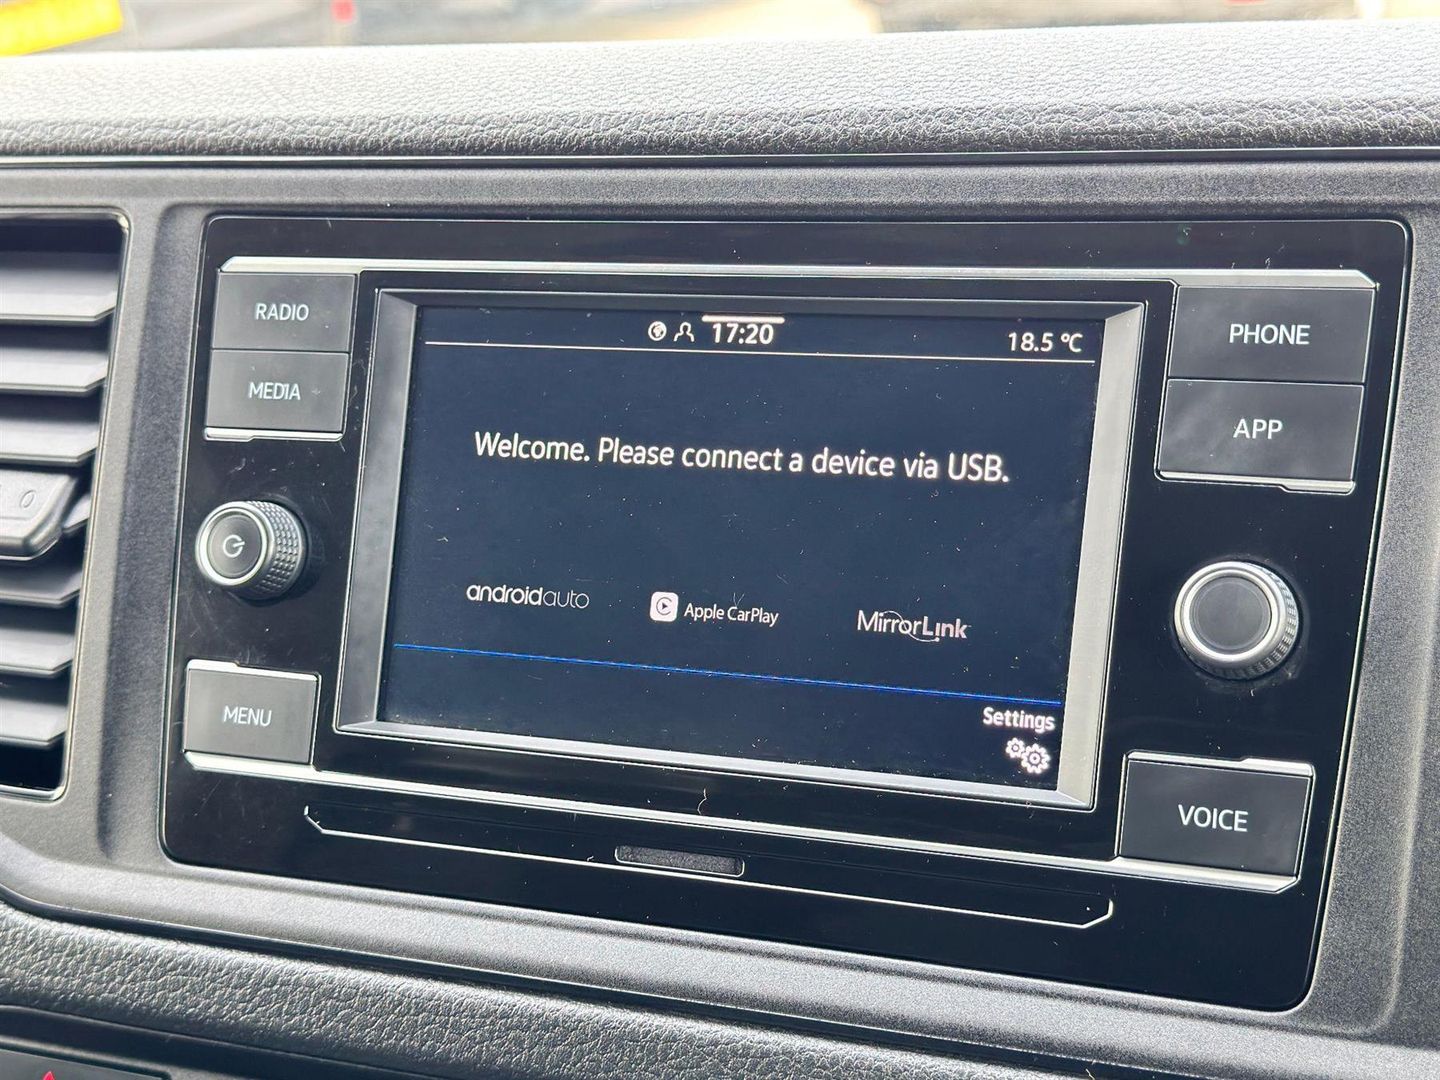 RADIO
MEDIA
17:20
18.5 °C
PHONE
APP
Welcome. Please connect a device via USB.
androidauto
Apple CarPlay
MirrorLink
MENU
Settings
VOICE
0